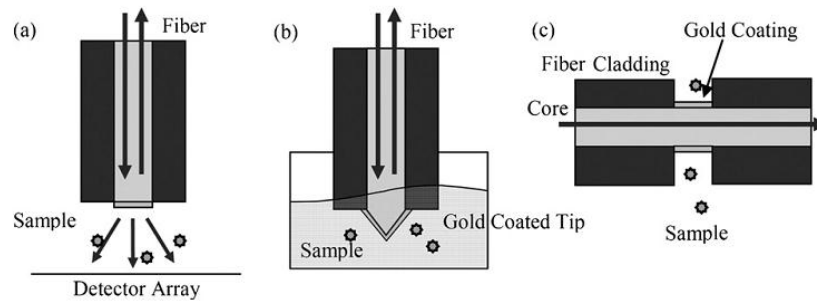 (a)
Fiber
Sample
Detector Array
(b)
Fiber
Sample
Gold Coated Tip
(c)
Gold Coating
Fiber Cladding
Core
Sample